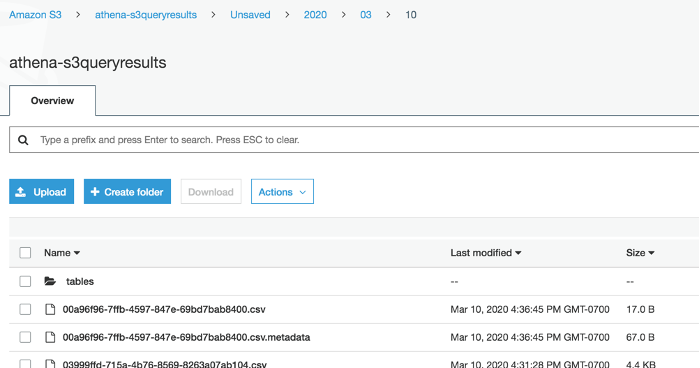 Amazon S3 > athena-s3queryresults > Unsaved > 2020 > 03 > 10
athena-s3queryresults
Overview
Type a prefix and press Enter to search. Press ESC to clear.
Upload + Create folder Download Actions
Name Last modified Size
tables -- --
00a96f96-7ffb-4597-847e-69bd7bab8400.csv Mar 10, 2020 4:36:45 PM GMT-0700 17.0 B
00a96f96-7ffb-4597-847e-69bd7bab8400.csv.metadata Mar 10, 2020 4:36:45 PM GMT-0700 67.0 B
03999ffd-715a-4b76-8569-8263a07ab104.csv Mar 10, 2020 4:31:28 PM GMT-0700 4.4 KB